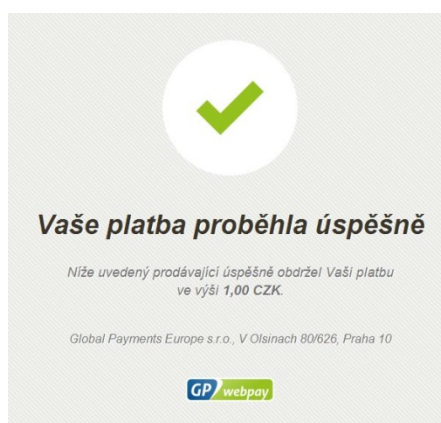 Vaše platba proběhla úspěšně
Níže uvedený prodávající úspěšně obdržel Vaši platbu
ve výši 1,00 CZK.
Global Payments Europe s.r.o., V Olsinach 80/626, Praha 10
GP webpay